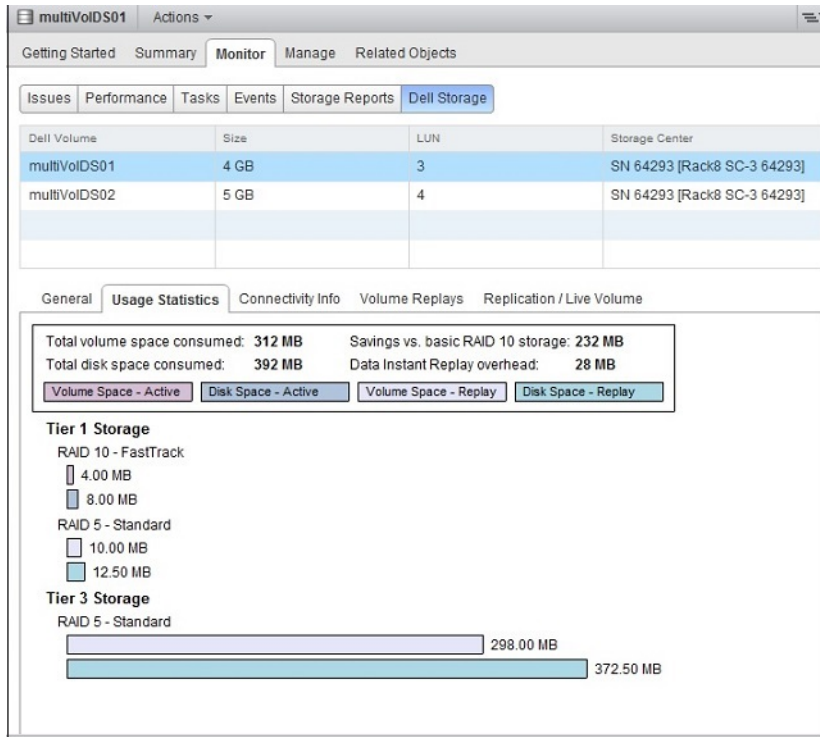 multiVolDS01 Actions
Getting Started Summary Monitor Manage Related Objects
Issues Performance Tasks Events Storage Reports Dell Storage
Dell Volume Size LUN Storage Center
multiVolDS01 4 GB 3 SN 64293 [Rack8 SC-3 64293]
multiVolDS02 5 GB 4 SN 64293 [Rack8 SC-3 64293]
General Usage Statistics Connectivity Info Volume Replays Replication / Live Volume
Total volume space consumed: 312 MB Savings vs. basic RAID 10 storage: 232 MB
Total disk space consumed: 392 MB Data Instant Replay overhead: 28 MB
Volume Space - Active Disk Space - Active Volume Space - Replay Disk Space - Replay
Tier 1 Storage
RAID 10 - FastTrack
4.00 MB
8.00 MB
RAID 5 - Standard
10.00 MB
12.50 MB
Tier 3 Storage
RAID 5 - Standard
298.00 MB
372.50 MB